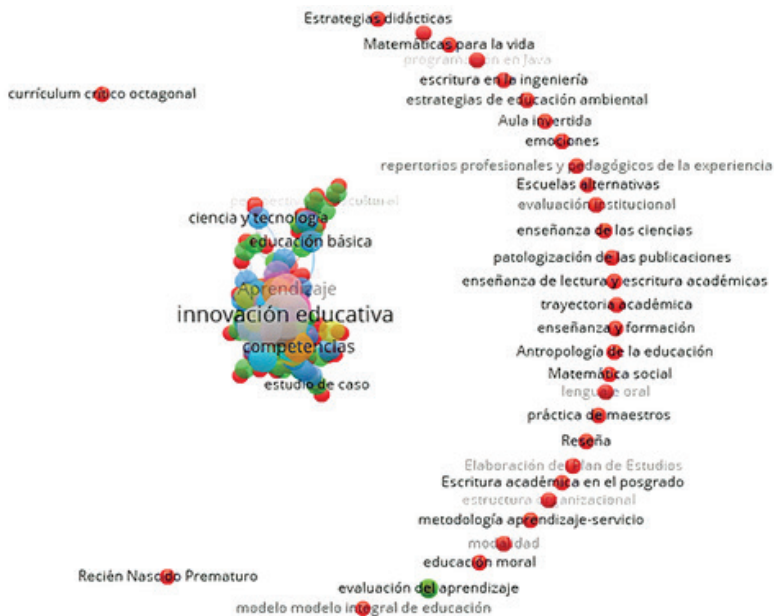 Estrategias didácticas
Matemáticas para la vida
programación en Java
escritura en la ingeniería
currículum crítico octagonal
estrategias de educación ambiental
Aula invertida
emociones
repertorios profesionales y pedagógicos de la experiencia
Escuelas alternativas
evaluación institucional
ciencia y tecnología
enseñanza de las ciencias
educación básica
patologización de las publicaciones
enseñanza de lectura y escritura académicas
Aprendizaje
trayectoria académica
innovación educativa
enseñanza y formación
competencias
Antropología de la educación
Matemática social
estudio de caso
lenguaje oral
práctica de maestros
Reseña
Elaboración del Plan de Estudios
Escritura académica en el posgrado
estructura organizacional
metodología aprendizaje-servicio
modalidad
educación moral
Recién Nascido Prematuro
evaluación del aprendizaje
modelo modelo integral de educación